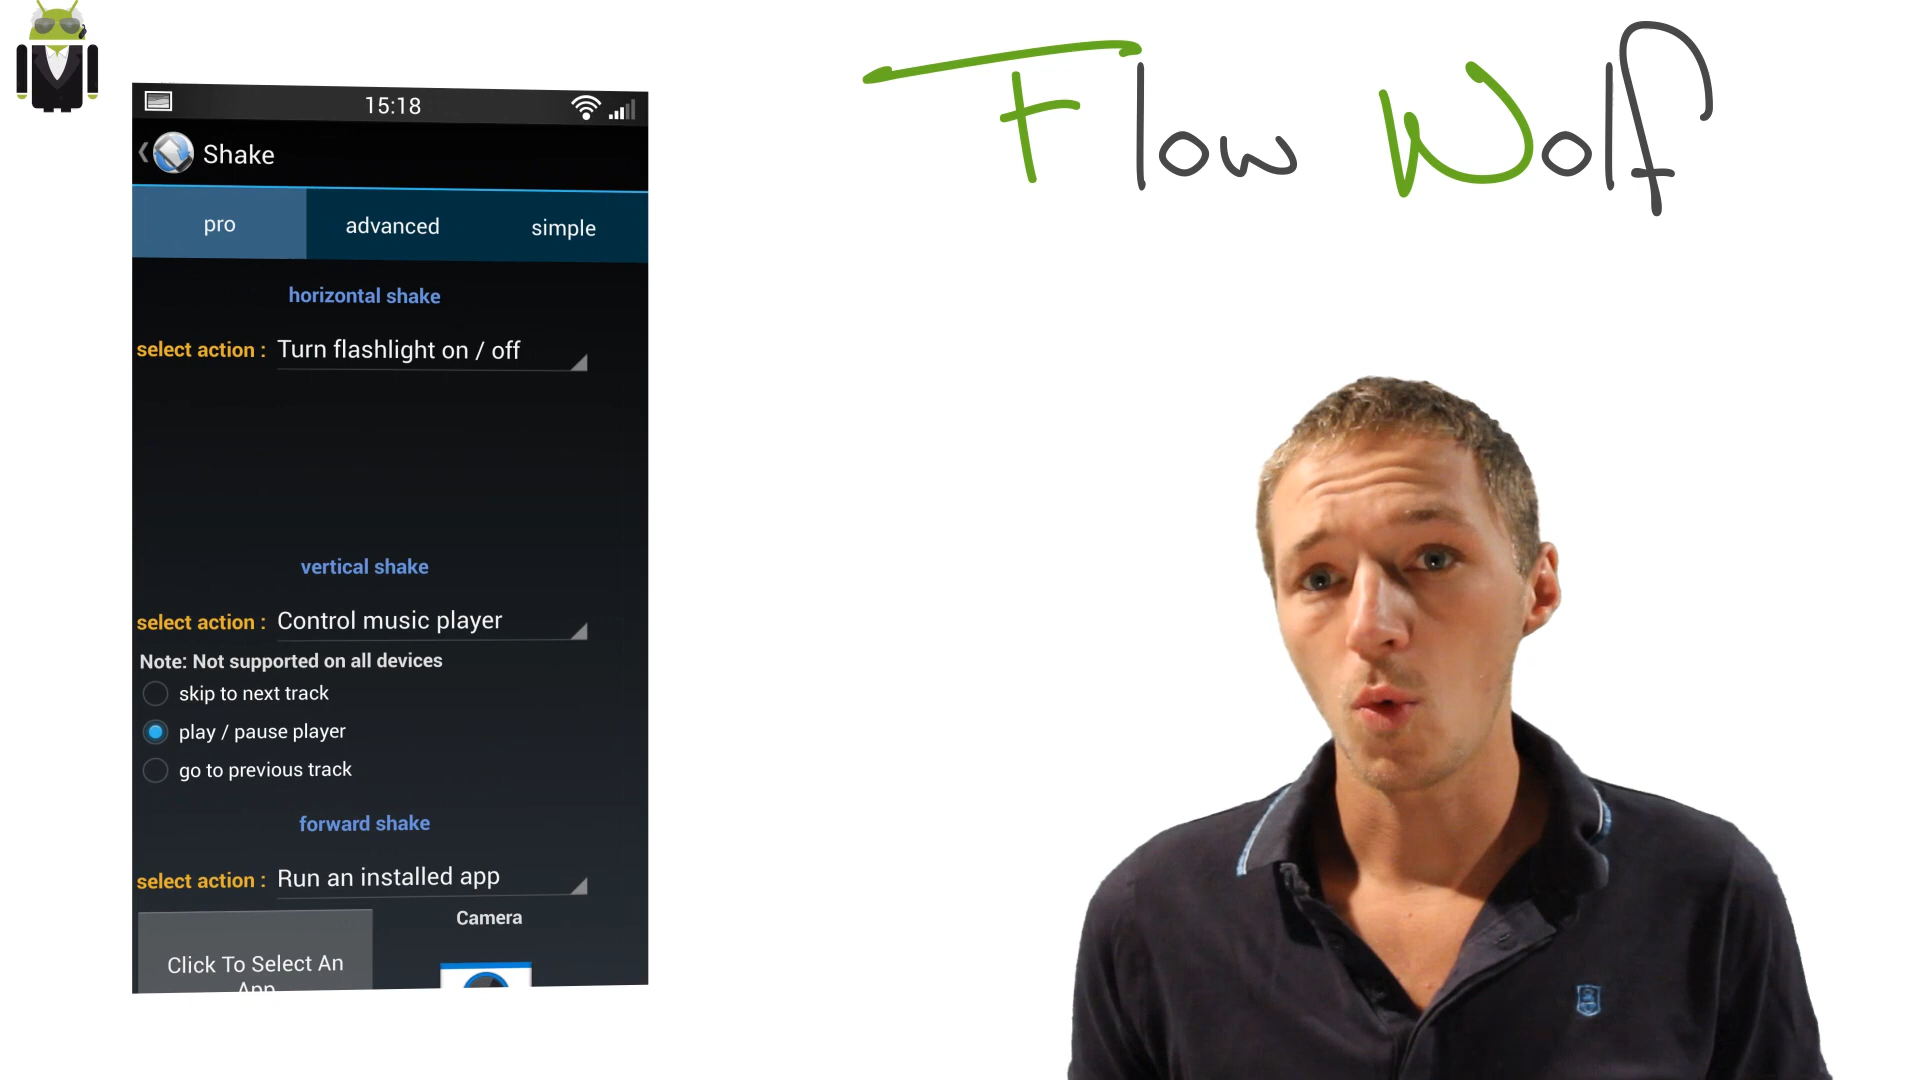 Flow Wolf
15:18
Shake
pro advanced simple
horizontal shake
select action : Turn flashlight on / off
vertical shake
select action : Control music player
Note: Not supported on all devices
skip to next track
play / pause player
go to previous track
forward shake
select action : Run an installed app
Camera
Click To Select An
App